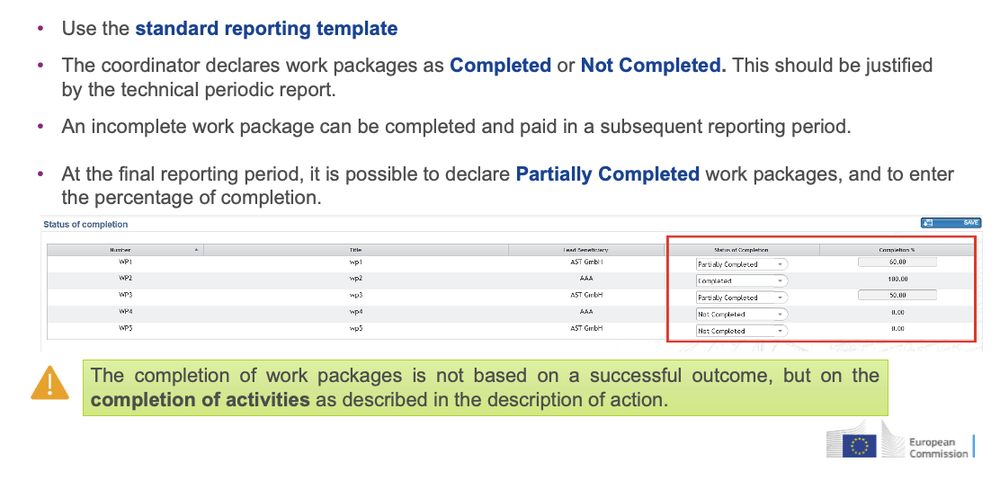 • Use the standard reporting template
• The coordinator declares work packages as Completed or Not Completed. This should be justified
by the technical periodic report.
• An incomplete work package can be completed and paid in a subsequent reporting period.
• At the final reporting period, it is possible to declare Partially Completed work packages, and to enter
the percentage of completion.
Status of completion SAVE
Number Title Lead Beneficiary Status of Completion Completion %
WP1 wp1 AST GmbH Partially Completed 60.00
WP2 wp2 AAA Completed 100.00
WP3 wp3 AST GmbH Partially Completed 50.00
WP4 wp4 AAA Not Completed 0.00
WP5 wp5 AST GmbH Not Completed 0.00
The completion of work packages is not based on a successful outcome, but on the
completion of activities as described in the description of action.
European
Commission